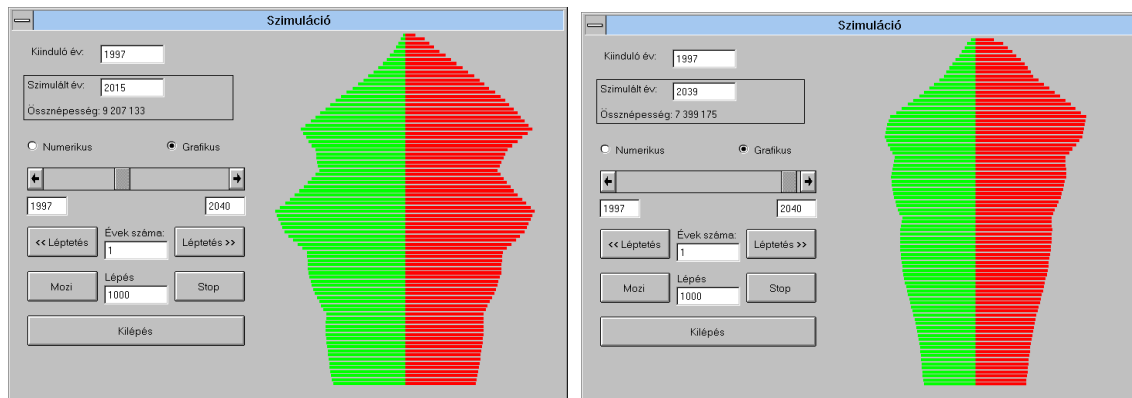 Szimuláció
Kiinduló év: 1997
Szimulált év: 2015
Össznépesség: 9 207 133
Numerikus Grafikus
1997 2040
<< Léptetés Évek száma: 1 Léptetés >>
Mozi Lépés 1000 Stop
Kilépés
Szimuláció
Kiinduló év: 1997
Szimulált év: 2039
Össznépesség: 7 399 175
Numerikus Grafikus
1997 2040
<< Léptetés Évek száma: 1 Léptetés >>
Mozi Lépés 1000 Stop
Kilépés